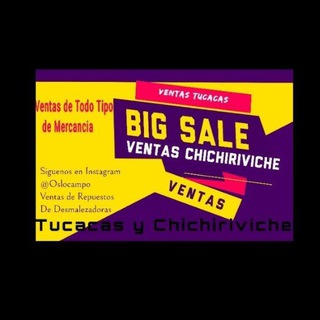 VENTAS TUCACAS
Ventas de Todo Tipo
de Mercancia
BIG SALE
VENTAS CHICHIRIVICHE
Siguenos en Instagram
@Oslocampo
Ventas de Repuestos
De Desmalezadoras
VENTAS
Tucacas y Chichiriviche